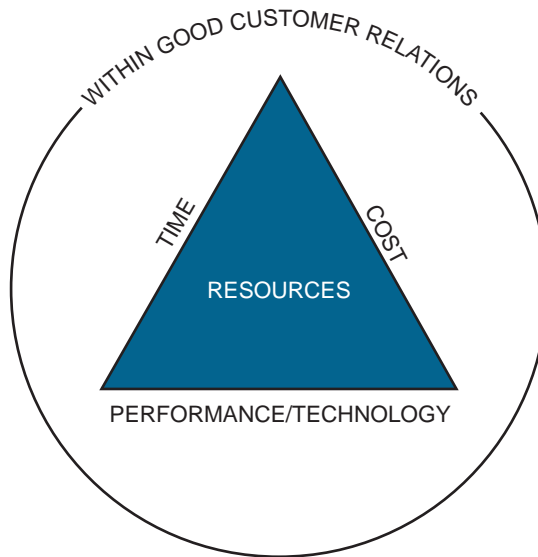 WITHIN GOOD CUSTOMER RELATIONS
TIME
COST
RESOURCES
PERFORMANCE/TECHNOLOGY